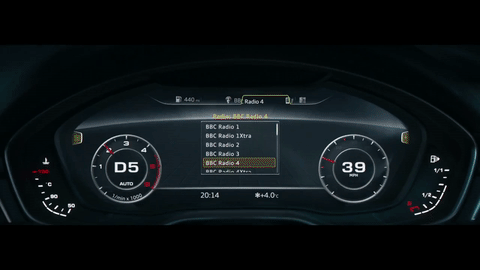 440
Radio 4
Radio: BBC Radio 4
BBC Radio 1
BBC Radio 1Xtra
BBC Radio 2
BBC Radio 3
BBC Radio 4
BBC Radio 4Xtra
1
3
4
D5
AUTO
1/min x 1000
39
MPH
20:14
✱+4.0
90
50
1/1
1/2